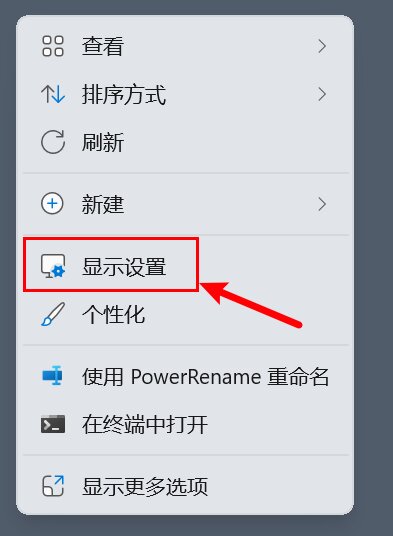 查看
排序方式
刷新
新建
显示设置
个性化
使用 PowerRename 重命名
在终端中打开
显示更多选项